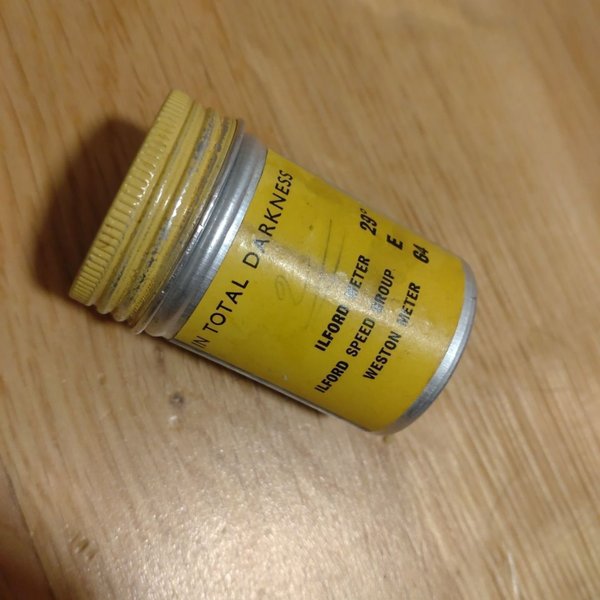 IN TOTAL DARKNESS
ILFORD METER 29°
ILFORD SPEED GROUP E
WESTON METER 64